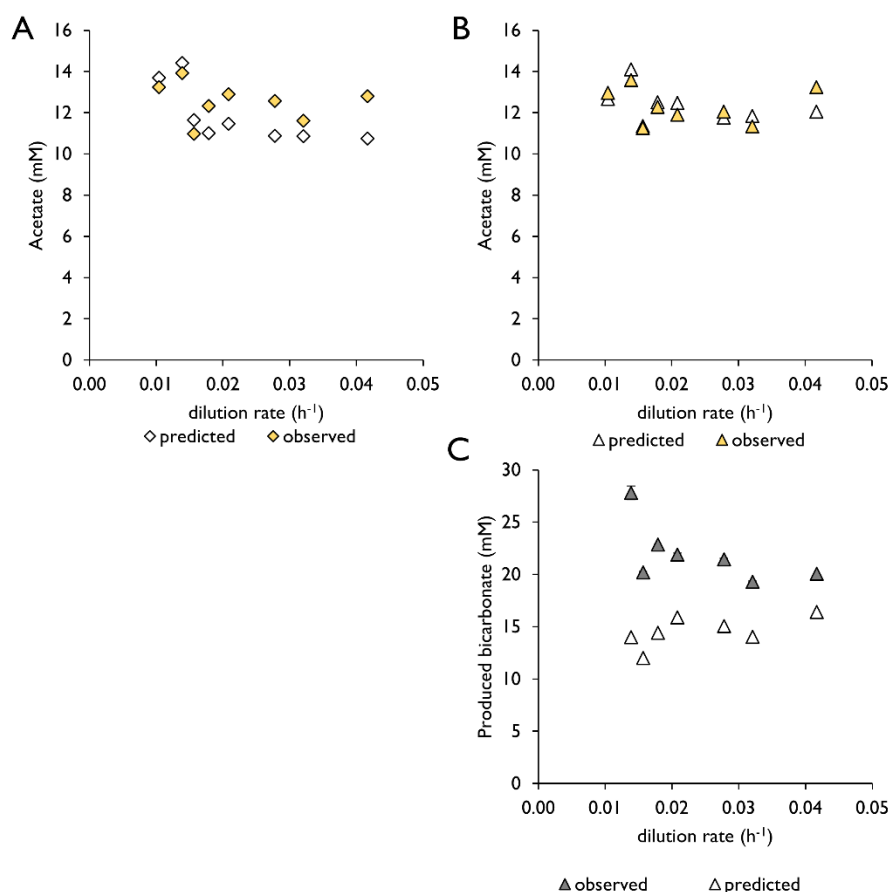 A
16
14
12
10
8
6
4
2
0
Acetate (mM)
0.00 0.01 0.02 0.03 0.04 0.05
dilution rate (h-1)
predicted observed
B
16
14
12
10
8
6
4
2
0
Acetate (mM)
0.00 0.01 0.02 0.03 0.04 0.05
dilution rate (h-1)
predicted observed
C
30
25
20
15
10
5
0
Produced bicarbonate (mM)
0.00 0.01 0.02 0.03 0.04 0.05
dilution rate (h-1)
observed predicted